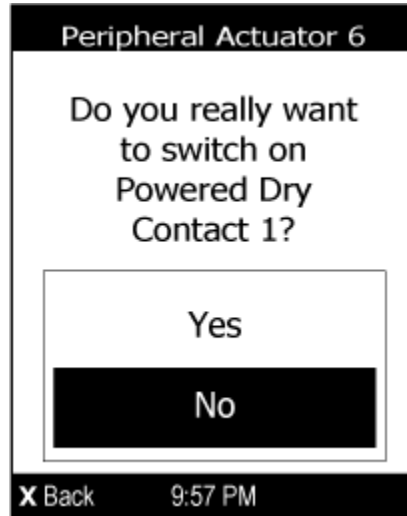 Peripheral Actuator 6
Do you really want
to switch on
Powered Dry
Contact 1?
Yes
No
X Back 9:57 PM